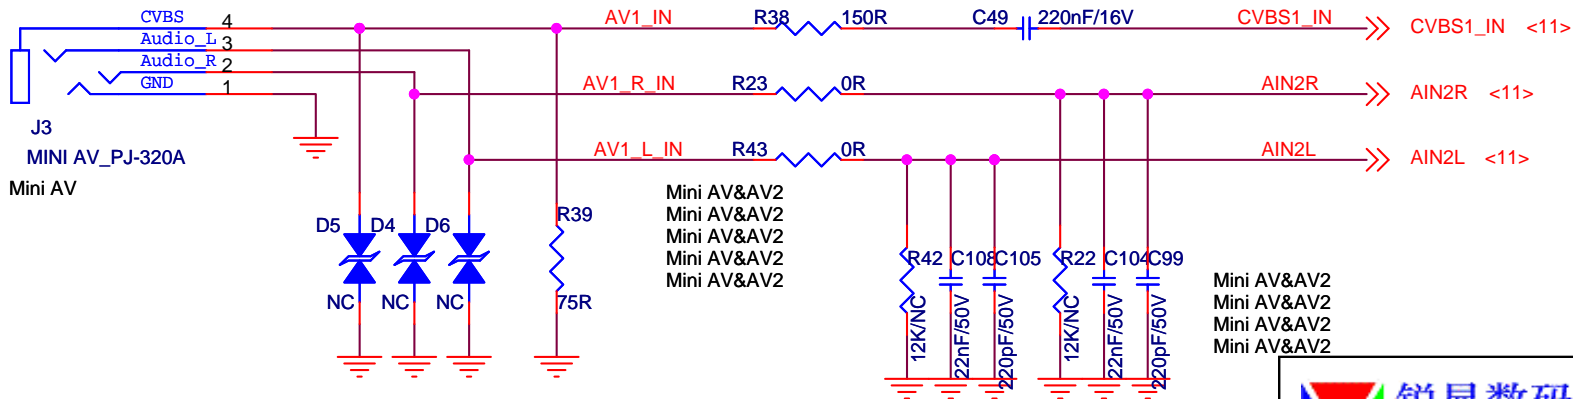 CVBS 4 AV1_IN R38 150R C49 220nF/16V CVBS1_IN CVBS1_IN <11>
Audio_L 3
Audio_R 2
GND 1 AV1_R_IN R23 0R AIN2R AIN2R <11>
J3
MINI AV_PJ-320A AV1_L_IN R43 0R AIN2L AIN2L <11>
Mini AV
Mini AV&AV2
Mini AV&AV2
Mini AV&AV2
Mini AV&AV2
Mini AV&AV2
D5 D4 D6 R39
NC NC NC 75R
R42 C108 C105 R22 C104 C99
12K/NC 22nF/50V 220pF/50V 12K/NC 22nF/50V 220pF/50V
Mini AV&AV2
Mini AV&AV2
Mini AV&AV2
Mini AV&AV2
数码